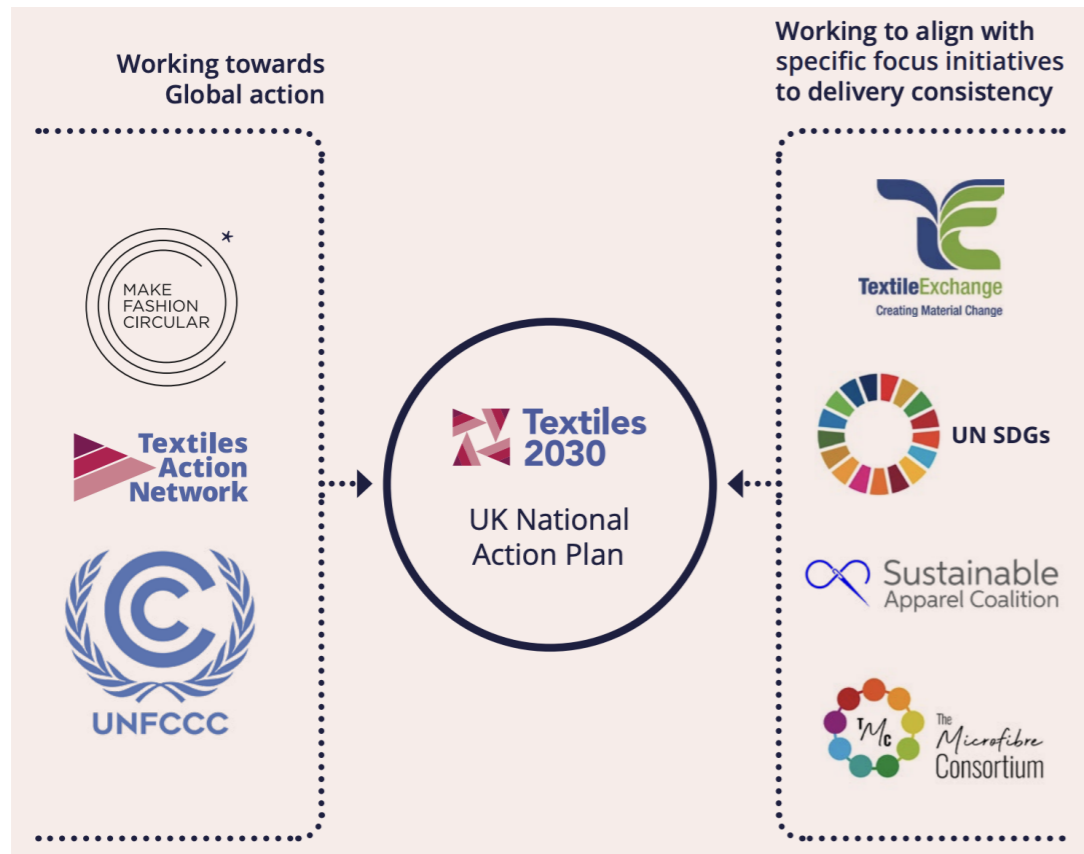 Working towards
Global action
MAKE
FASHION
CIRCULAR
*
Textiles
Action
Network
UNFCCC
Textiles
2030
UK National
Action Plan
Working to align with
specific focus initiatives
to delivery consistency
TextileExchange
Creating Material Change
UN SDGs
Sustainable
Apparel Coalition
TMC
The
Microfibre
Consortium